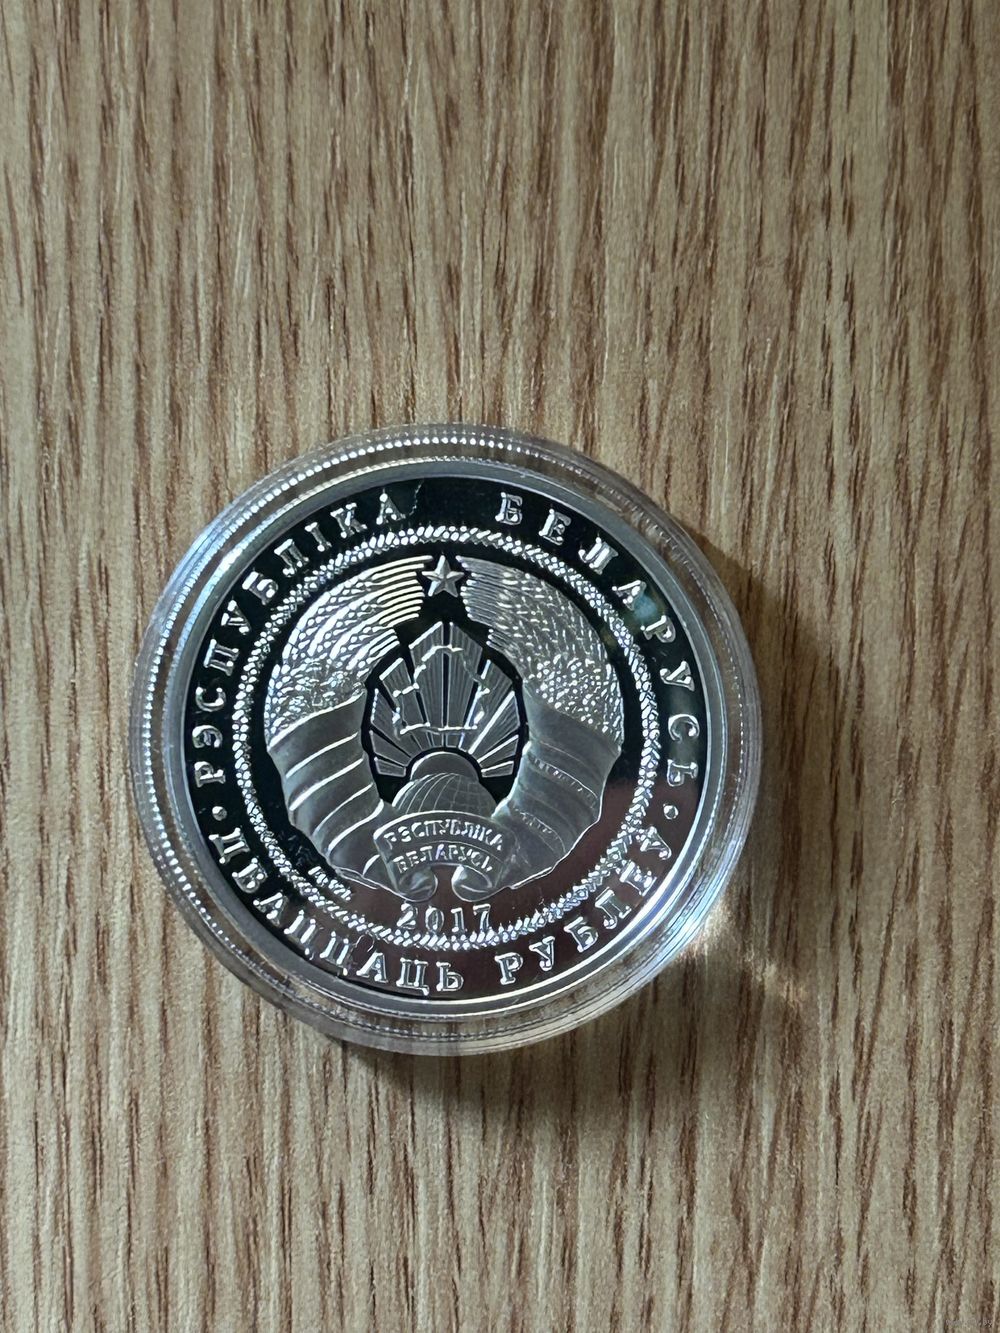 РЭСПУБЛІКА БЕЛАРУСЬ
РЭСПУБЛІКА
БЕЛАРУСЬ
2017
ДВАЦЦАЦЬ РУБЛЁЎ